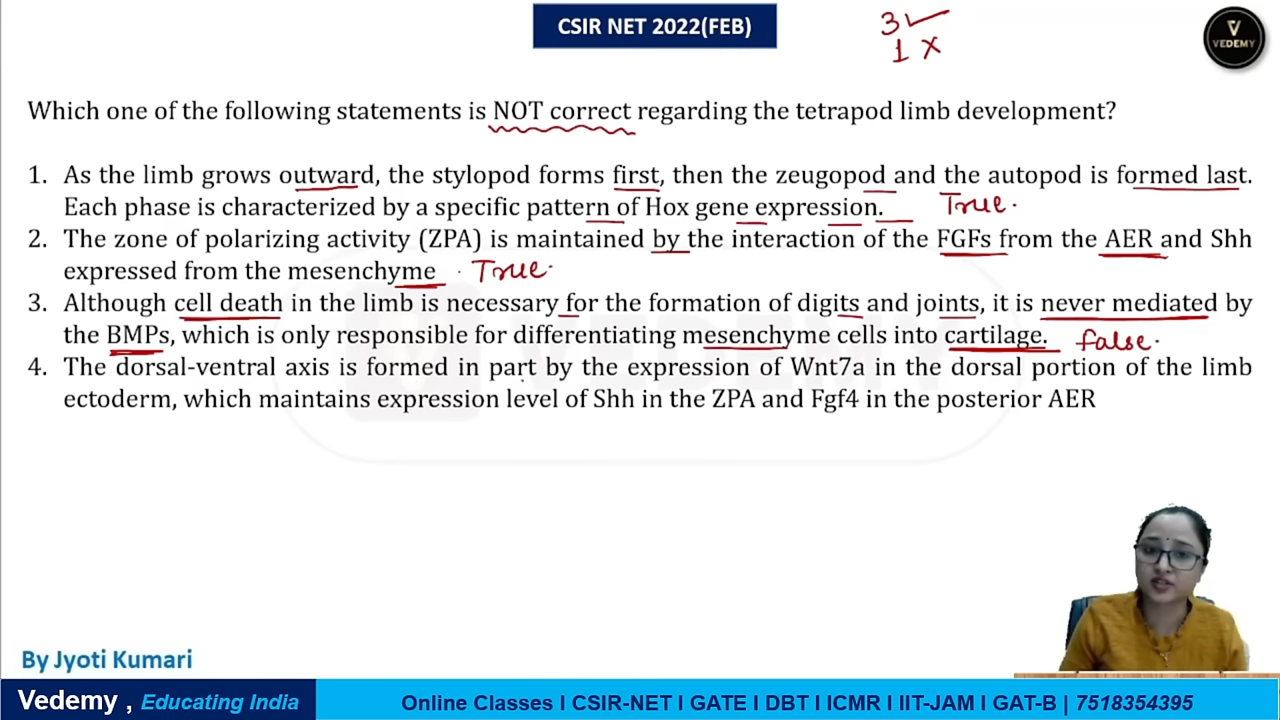 CSIR NET 2022(FEB)
3 ✓
1 X
V
VEDEMY
Which one of the following statements is NOT correct regarding the tetrapod limb development?
1. As the limb grows outward, the stylopod forms first, then the zeugopod and the autopod is formed last.
Each phase is characterized by a specific pattern of Hox gene expression. True.
2. The zone of polarizing activity (ZPA) is maintained by the interaction of the FGFs from the AER and Shh
expressed from the mesenchyme . True.
3. Although cell death in the limb is necessary for the formation of digits and joints, it is never mediated by
the BMPs, which is only responsible for differentiating mesenchyme cells into cartilage. false.
4. The dorsal-ventral axis is formed in part by the expression of Wnt7a in the dorsal portion of the limb
ectoderm, which maintains expression level of Shh in the ZPA and Fgf4 in the posterior AER
By Jyoti Kumari
Vedemy , Educating India
Online Classes I CSIR-NET I GATE I DBT I ICMR I IIT-JAM I GAT-B | 7518354395